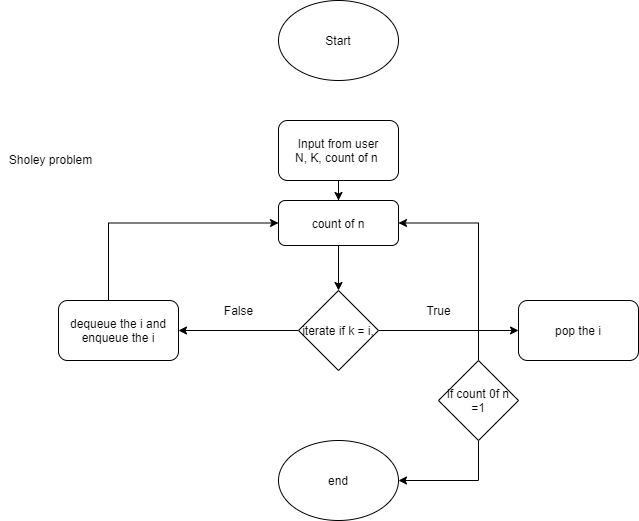 Start
Input from user
N, K, count of n
Sholey problem
count of n
False
True
dequeue the i and
enqueue the i
iterate if k = i,
pop the i
If count 0f n
=1
end